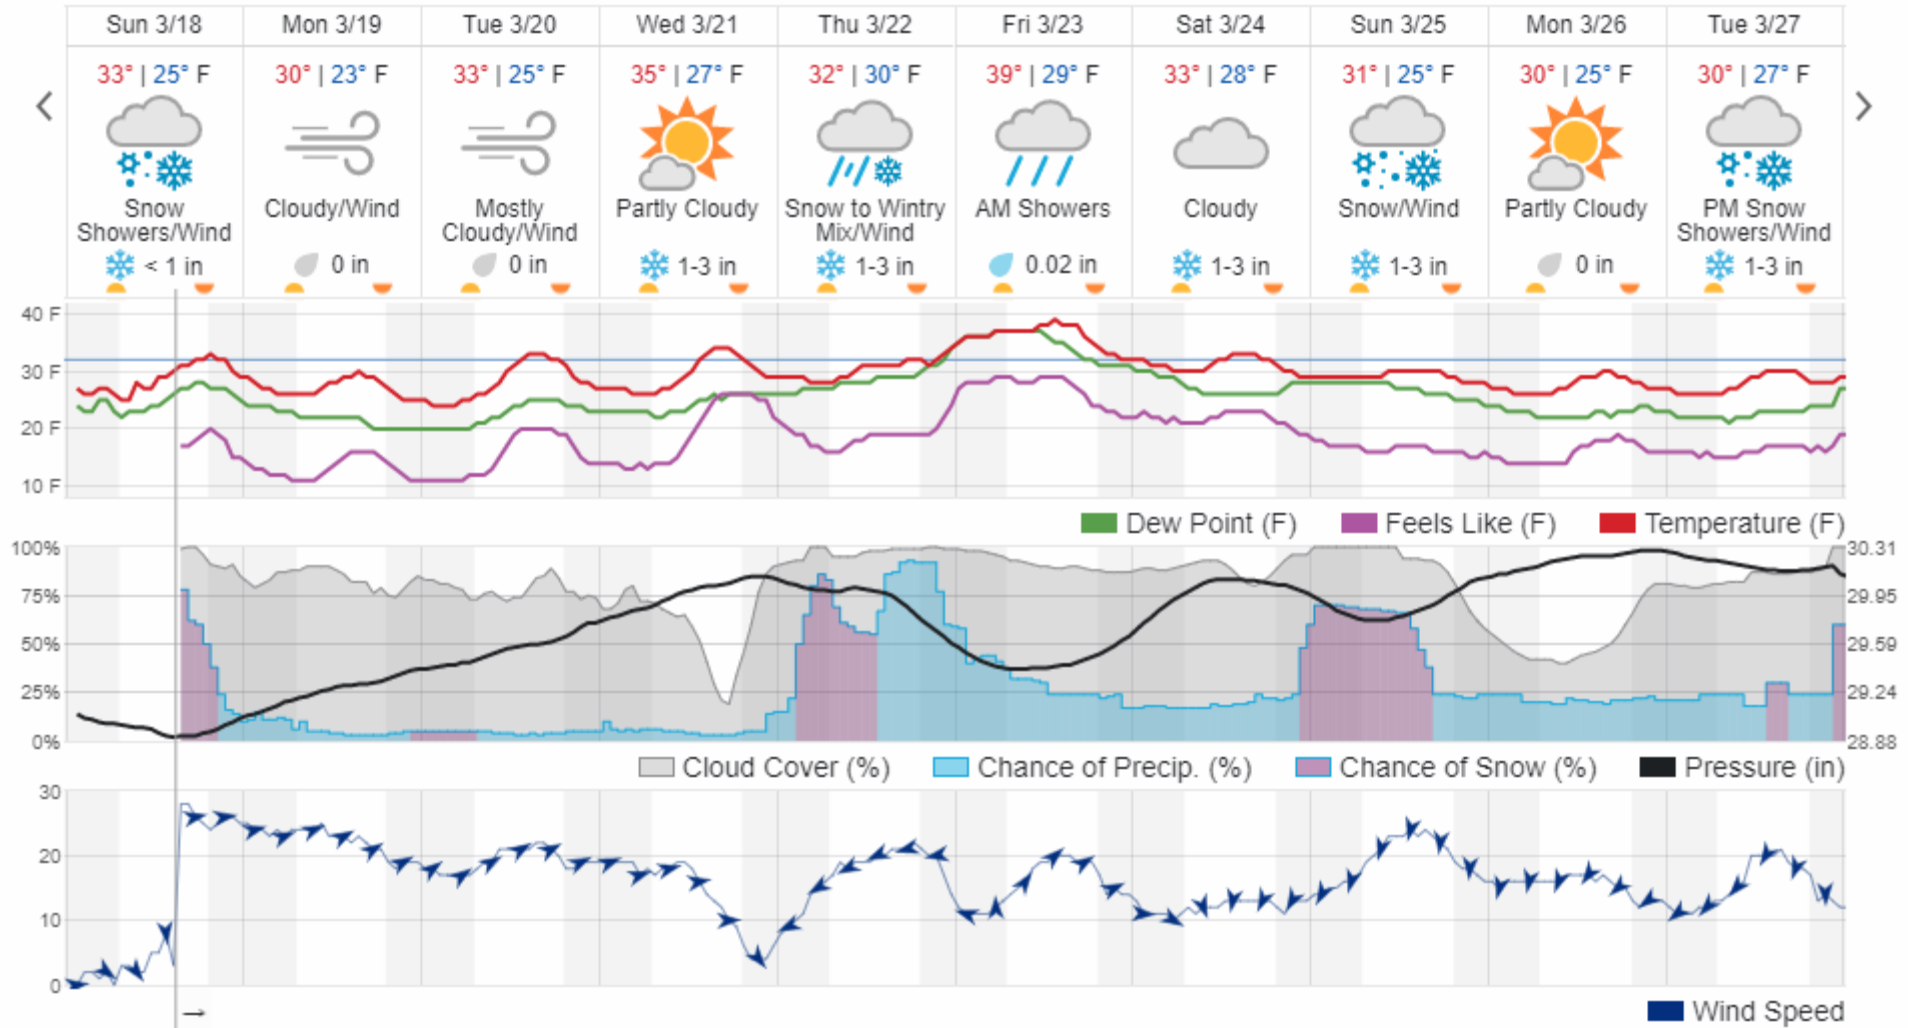 Sun 3/18 Mon 3/19 Tue 3/20 Wed 3/21 Thu 3/22 Fri 3/23 Sat 3/24 Sun 3/25 Mon 3/26 Tue 3/27
33° | 25° F 30° | 23° F 33° | 25° F 35° | 27° F 32° | 30° F 39° | 29° F 33° | 28° F 31° | 25° F 30° | 25° F 30° | 27° F
Snow Cloudy/Wind Mostly Partly Cloudy Snow to Wintry AM Showers Cloudy Snow/Wind Partly Cloudy PM Snow
Showers/Wind Cloudy/Wind Mix/Wind Showers/Wind
< 1 in 0 in 0 in 1-3 in 1-3 in 0.02 in 1-3 in 1-3 in 0 in 1-3 in
40 F
30 F
20 F
10 F
Dew Point (F) Feels Like (F) Temperature (F)
100% 30.31
75% 29.95
50% 29.59
25% 29.24
0% 28.88
Cloud Cover (%) Chance of Precip. (%) Chance of Snow (%) Pressure (in)
30
20
10
0
→
Wind Speed